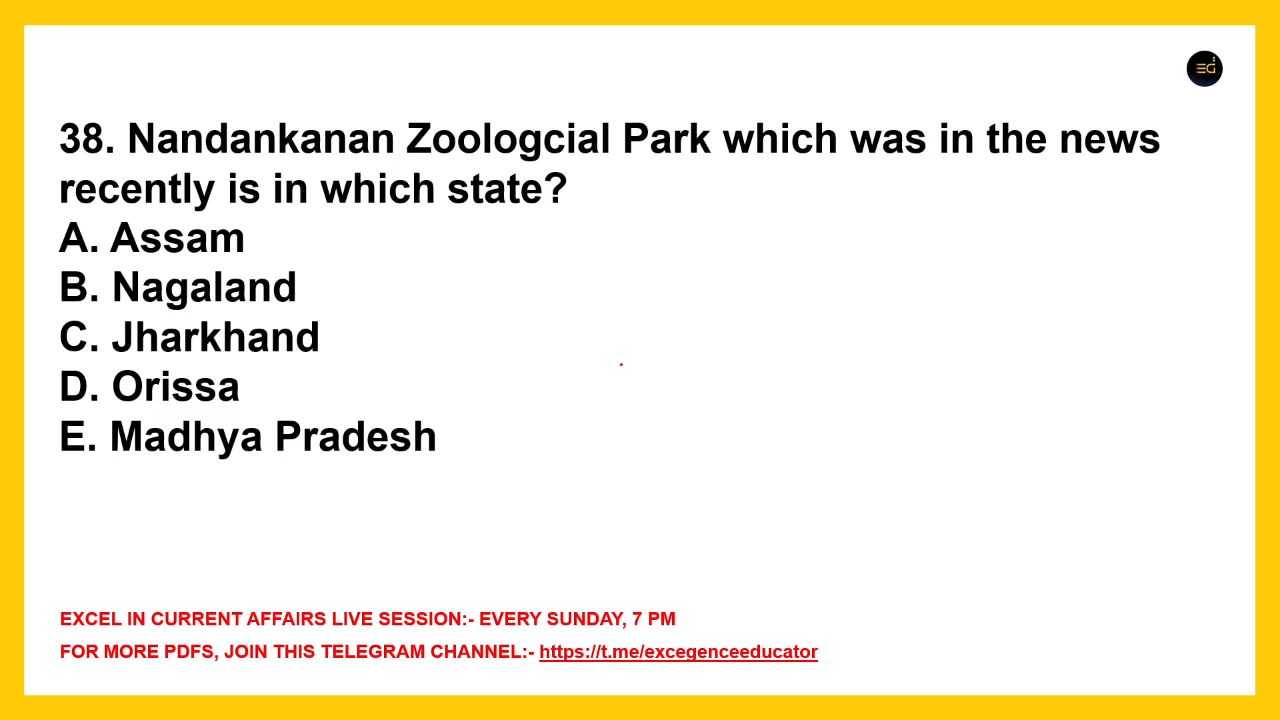 38. Nandankanan Zoologcial Park which was in the news
recently is in which state?
A. Assam
B. Nagaland
C. Jharkhand
D. Orissa
E. Madhya Pradesh
EXCEL IN CURRENT AFFAIRS LIVE SESSION:- EVERY SUNDAY, 7 PM
FOR MORE PDFS, JOIN THIS TELEGRAM CHANNEL:- https://t.me/excegenceeducator